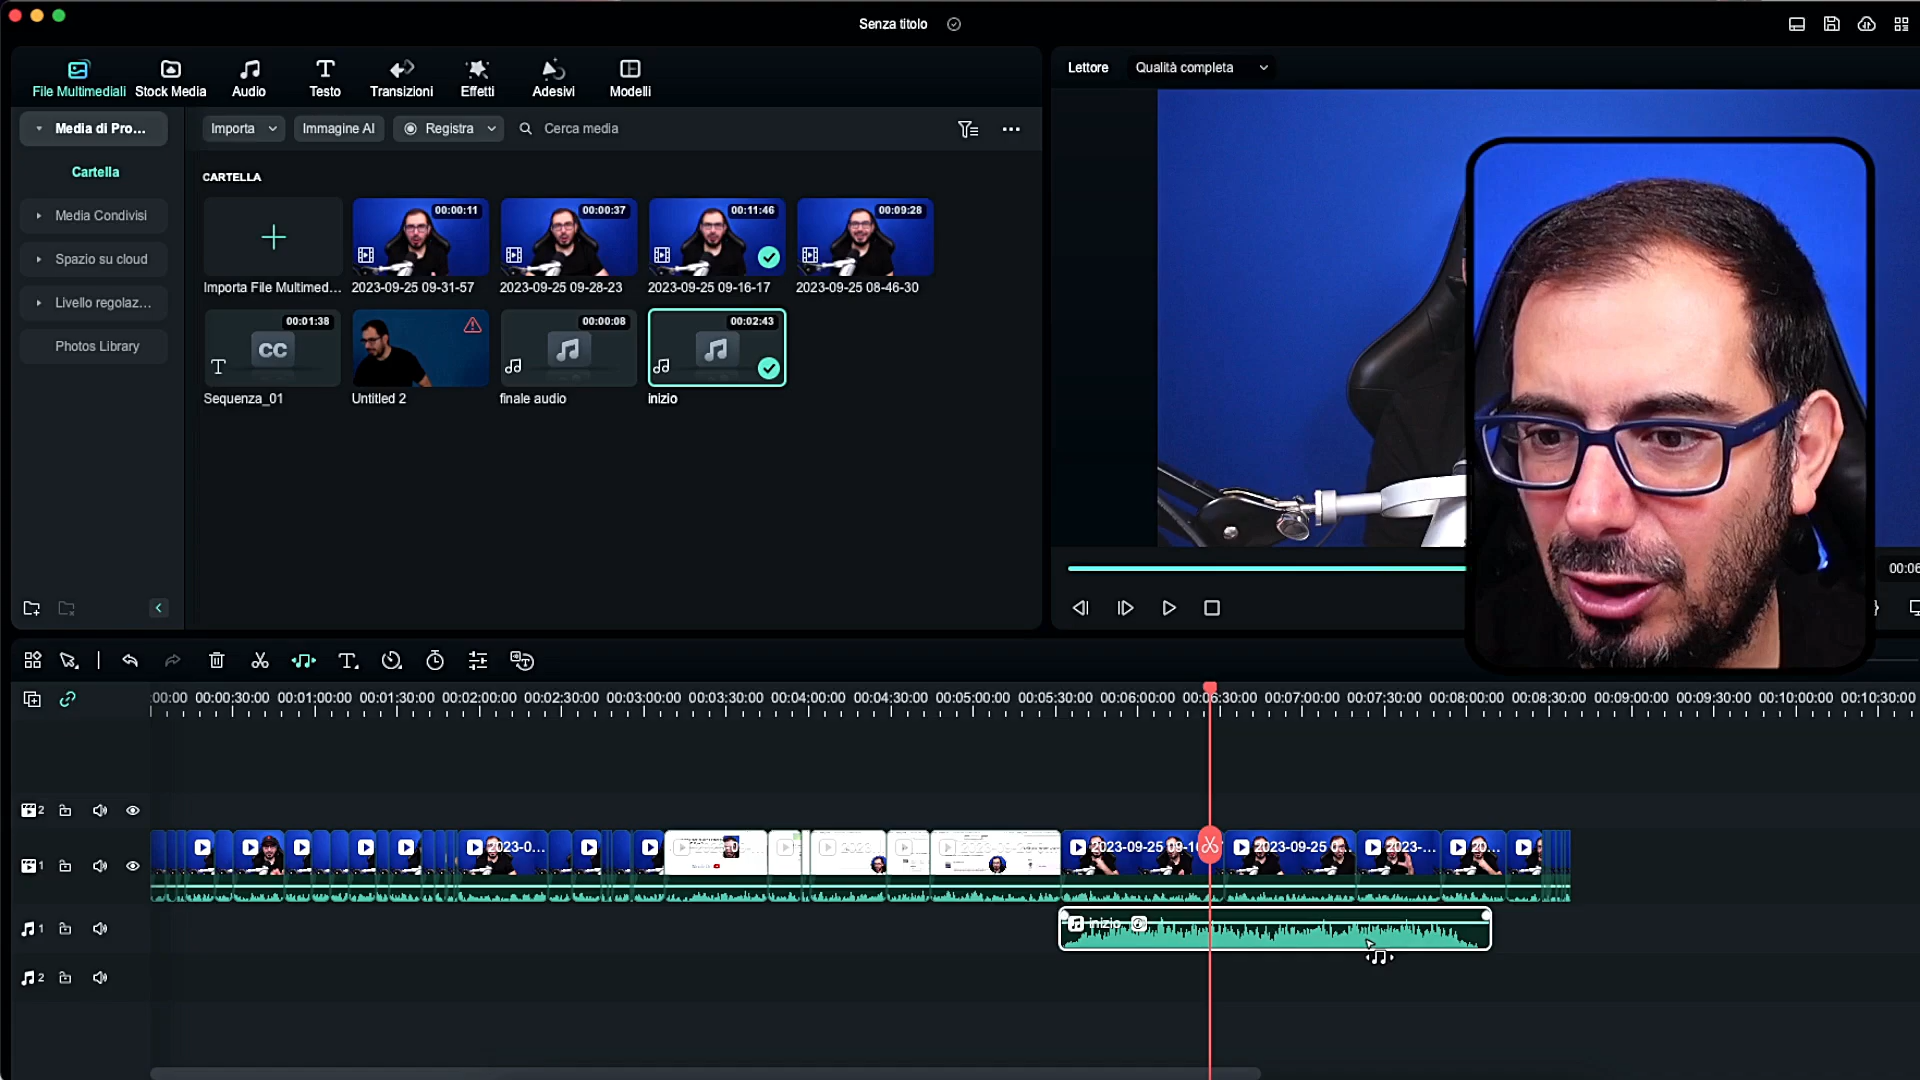 Senza titolo
File Multimediali
Stock Media
Audio
Testo
Transizioni
Effetti
Adesivi
Modelli
Lettore
Qualità completa
Media di Pro...
Importa
Immagine AI
Registra
Cerca media
Cartella
CARTELLA
Media Condivisi
Spazio su cloud
Livello regolaz...
Photos Library
00:00:11
00:00:37
00:11:46
00:09:28
Importa File Multimed...
2023-09-25 09-31-57
2023-09-25 09-28-23
2023-09-25 09-16-17
2023-09-25 08-46-30
00:01:38
00:00:08
00:02:43
CC
T
Sequenza_01
Untitled 2
finale audio
inizio
00:06
:00:00 00:00:30:00 00:01:00:00 00:01:30:00 00:02:00:00 00:02:30:00 00:03:00:00 00:03:30:00 00:04:00:00 00:04:30:00 00:05:00:00 00:05:30:00 00:06:00:00 00:06:30:00 00:07:00:00 00:07:30:00 00:08:00:00 00:08:30:00 00:09:00:00 00:09:30:00 00:10:00:00 00:10:30:00
2
1
2023-0...
2023-09-25 09-16
2023-09-25 0...
2023-...
20...
1
inizio
2